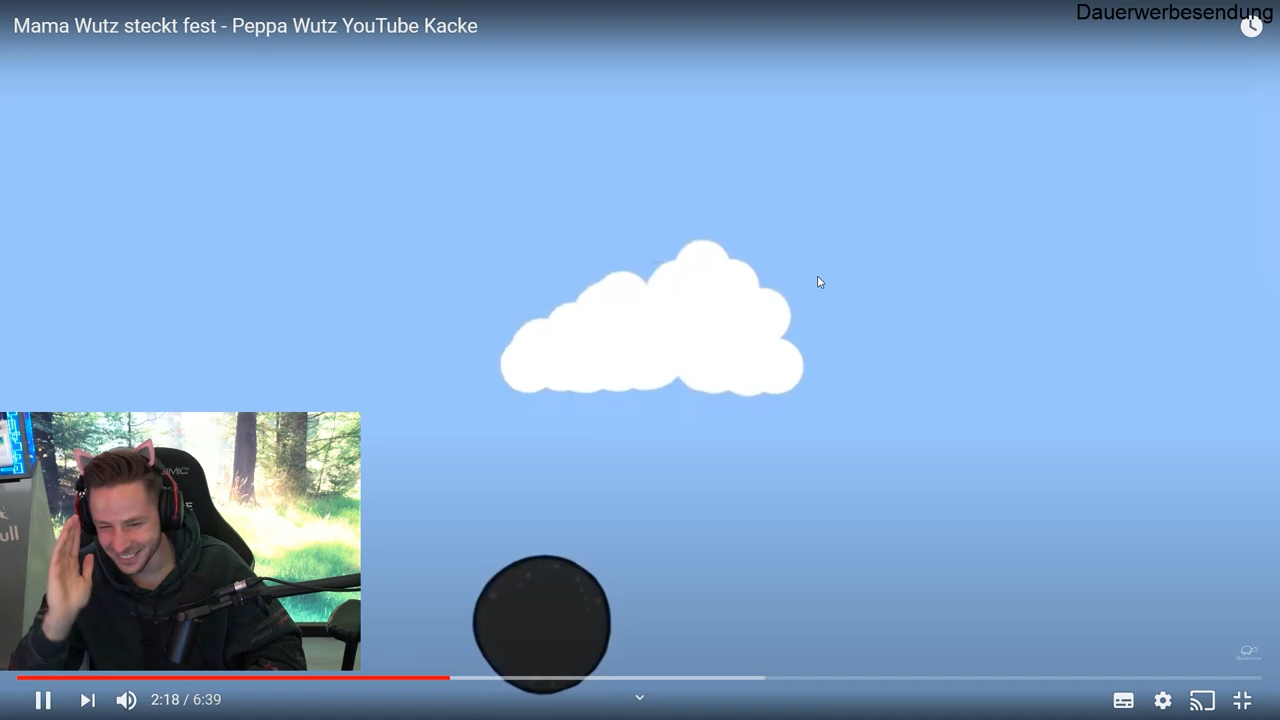 Dauerwerbesendung
Mama Wutz steckt fest - Peppa Wutz YouTube Kacke
2:18 / 6:39